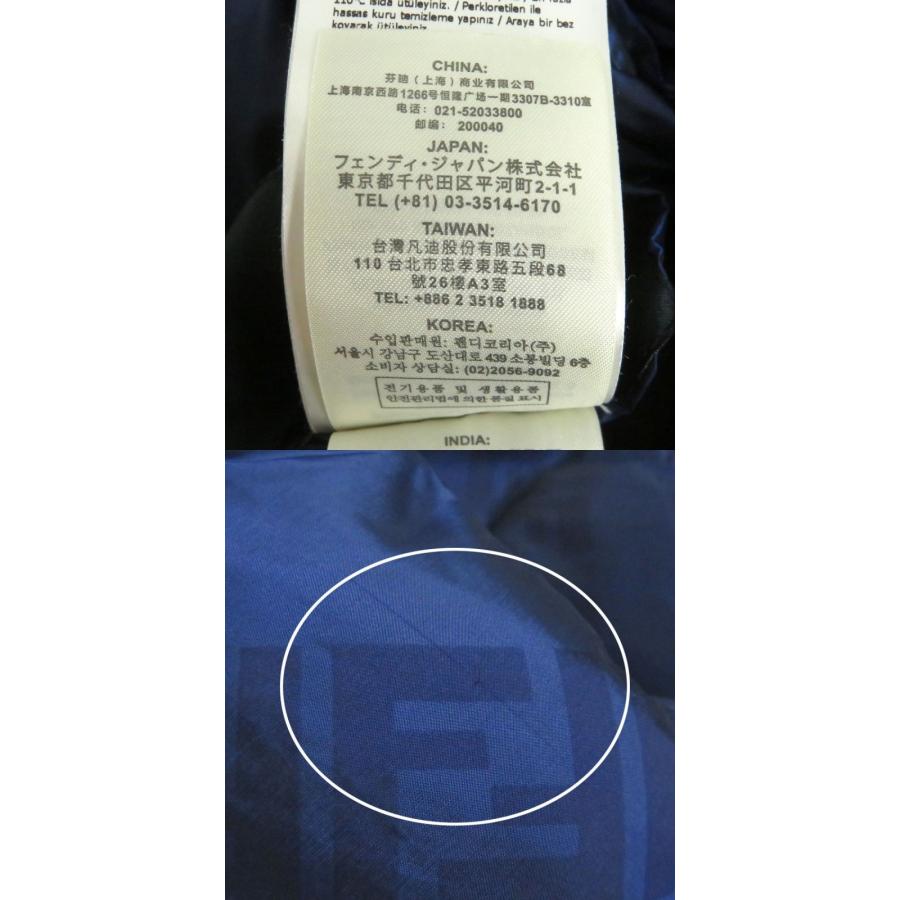 110°C ısıda ütüleyiniz. / Perkloretilen ile
hassas kuru temizleme yapınız / Araya bir bez
koyarak ütüleyiniz.
CHINA:
芬迪（上海）商业有限公司
上海南京西路1266号恒隆广场一期3307B-3310室
电话：021-52033800
邮编：200040
JAPAN:
フェンディ・ジャパン株式会社
東京都千代田区平河町2-1-1
TEL (+81) 03-3514-6170
TAIWAN:
台灣凡迪股份有限公司
110 台北市忠孝東路五段68
號26樓A3室
TEL: +886 2 3518 1888
KOREA:
수입판매원: 펜디코리아(주)
서울시 강남구 도산대로 439 소봉빌딩 6층
소비자 상담실: (02)2056-9092
전기용품 및 생활용품
안전관리법에 의한 품질 표시
INDIA: